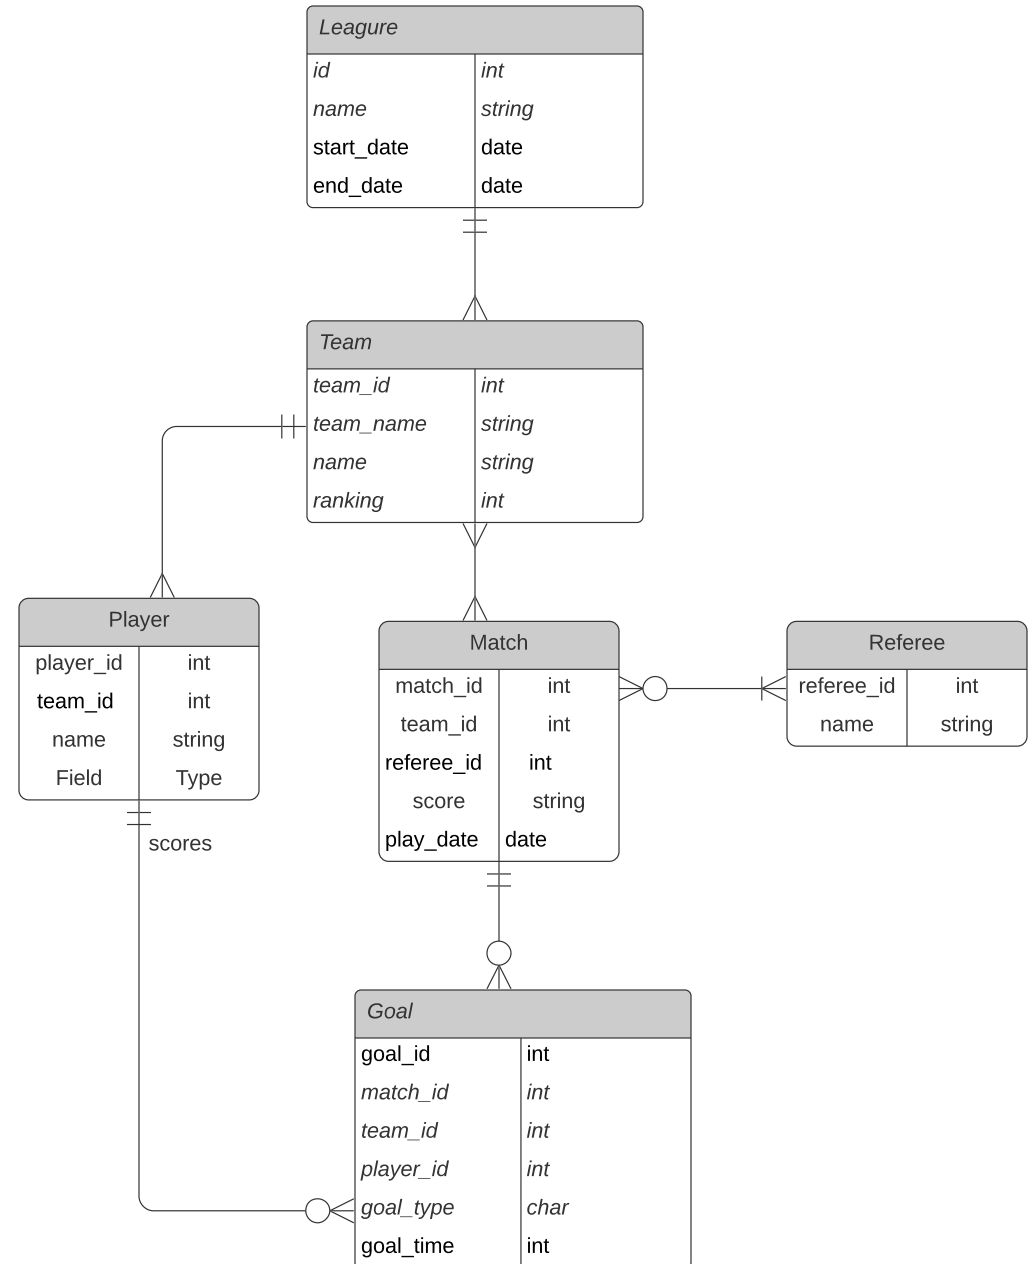 Leagure
id int
name string
start_date date
end_date date
Team
team_id int
team_name string
name string
ranking int
Player
player_id int
team_id int
name string
Field Type
scores
Match
match_id int
team_id int
referee_id int
score string
play_date date
Referee
referee_id int
name string
Goal
goal_id int
match_id int
team_id int
player_id int
goal_type char
goal_time int